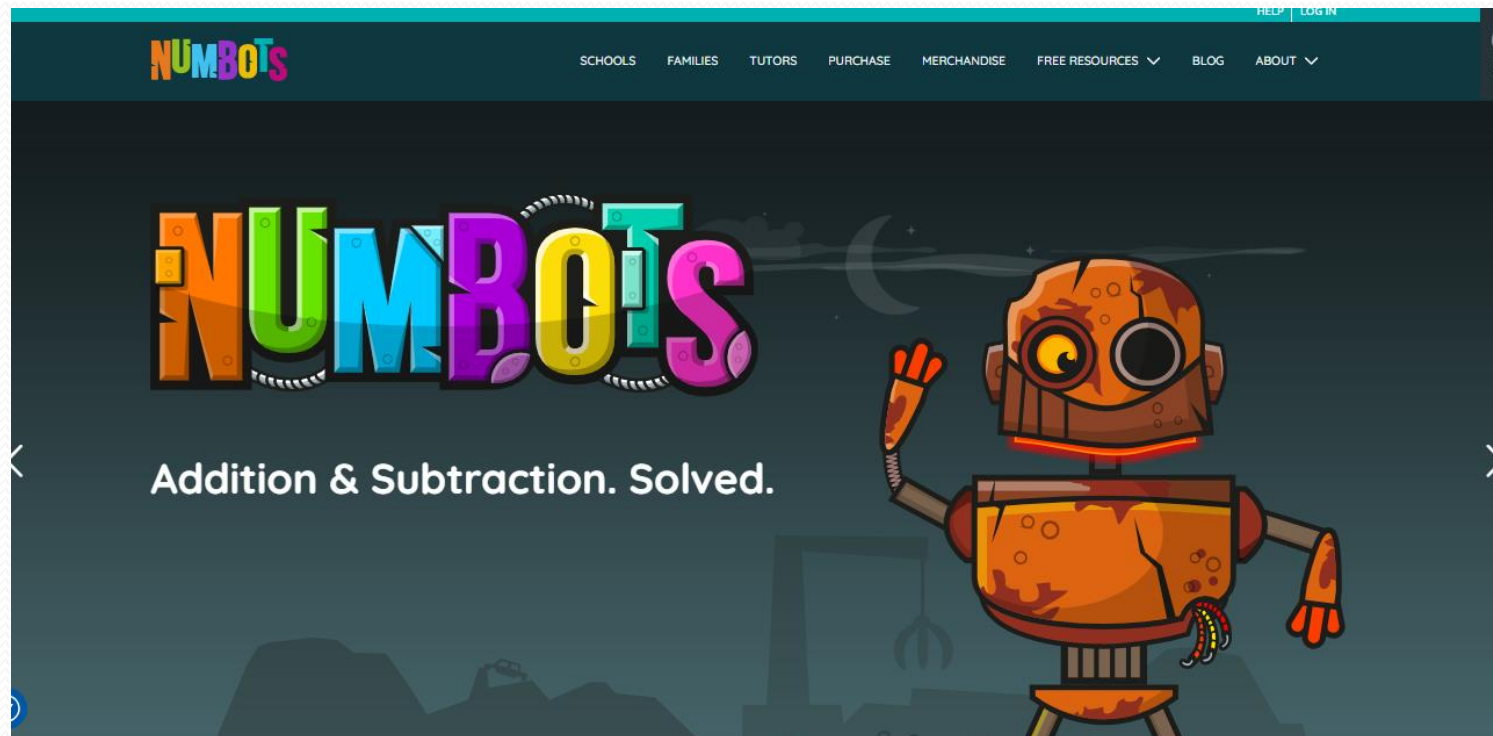 HELP LOG IN
NUMBOTS SCHOOLS FAMILIES TUTORS PURCHASE MERCHANDISE FREE RESOURCES BLOG ABOUT
NUMBOTS
Addition & Subtraction. Solved.